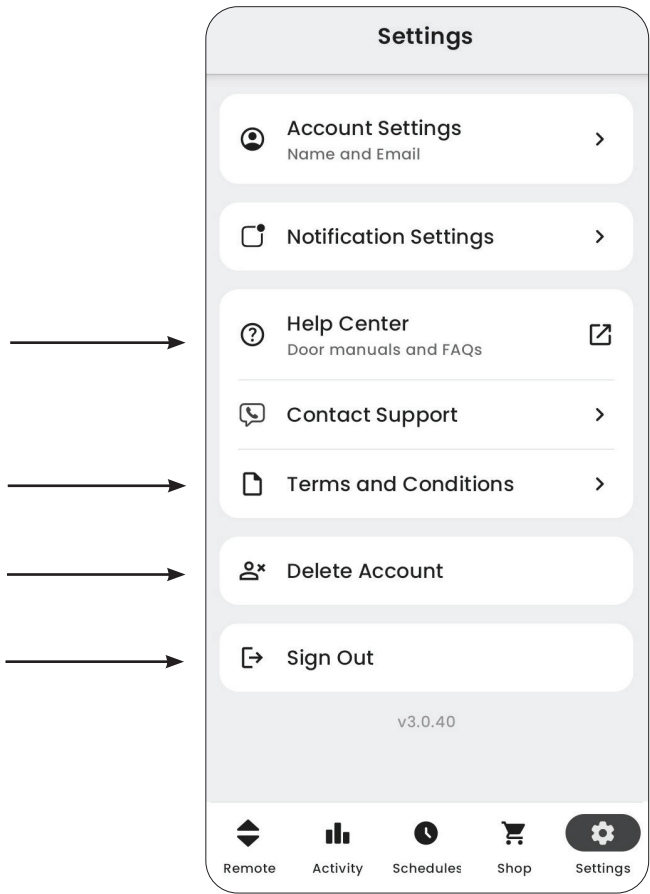 Settings
Account Settings
Name and Email
Notification Settings
Help Center
Door manuals and FAQs
Contact Support
Terms and Conditions
Delete Account
Sign Out
v3.0.40
Remote Activity Schedules Shop Settings